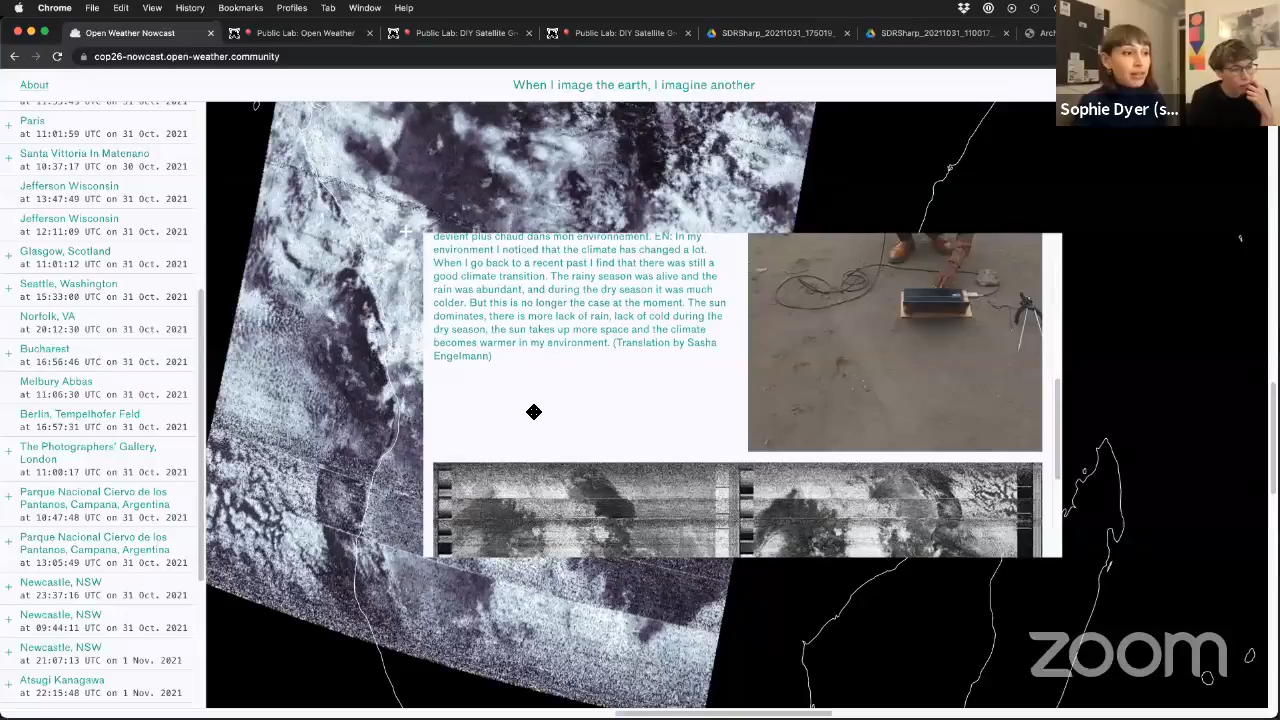 Chrome File Edit View History Bookmarks Profiles Tab Window Help
Open Weather Nowcast
Public Lab: Open Weather
Public Lab: DIY Satellite Gr
Public Lab: DIY Satellite Gr
SDRSharp_20211031_175019_
SDRSharp_20211031_110017_
Arch
cop26-nowcast.open-weather.community
About
When I image the earth, I imagine another
Sophie Dyer (s...
Paris
at 11:01:59 UTC on 31 Oct. 2021
Santa Vittoria In Matenano
at 10:37:17 UTC on 30 Oct. 2021
Jefferson Wisconsin
at 13:47:49 UTC on 31 Oct. 2021
Jefferson Wisconsin
at 12:11:09 UTC on 31 Oct. 2021
Glasgow, Scotland
at 11:01:12 UTC on 31 Oct. 2021
Seattle, Washington
at 15:33:00 UTC on 31 Oct. 2021
Norfolk, VA
at 20:12:30 UTC on 31 Oct. 2021
Bucharest
at 16:56:46 UTC on 31 Oct. 2021
Melbury Abbas
at 11:06:30 UTC on 31 Oct. 2021
Berlin, Tempelhofer Feld
at 16:57:31 UTC on 31 Oct. 2021
The Photographers' Gallery,
London
at 11:00:17 UTC on 31 Oct. 2021
Parque Nacional Ciervo de los
Pantanos, Campana, Argentina
at 10:47:48 UTC on 31 Oct. 2021
Parque Nacional Ciervo de los
Pantanos, Campana, Argentina
at 13:05:49 UTC on 31 Oct. 2021
Newcastle, NSW
at 23:37:16 UTC on 31 Oct. 2021
Newcastle, NSW
at 09:44:11 UTC on 31 Oct. 2021
Newcastle, NSW
at 21:07:13 UTC on 1 Nov. 2021
Atsugi Kanagawa
at 22:15:48 UTC on 1 Nov. 2021
devient plus chaud dans mon environnement. EN: In my
environment I noticed that the climate has changed a lot.
When I go back to a recent past I find that there was still a
good climate transition. The rainy season was alive and the
rain was abundant, and during the dry season it was much
colder. But this is no longer the case at the moment. The sun
dominates, there is more lack of rain, lack of cold during the
dry season, the sun takes up more space and the climate
becomes warmer in my environment. (Translation by Sasha
Engelmann)
zoom